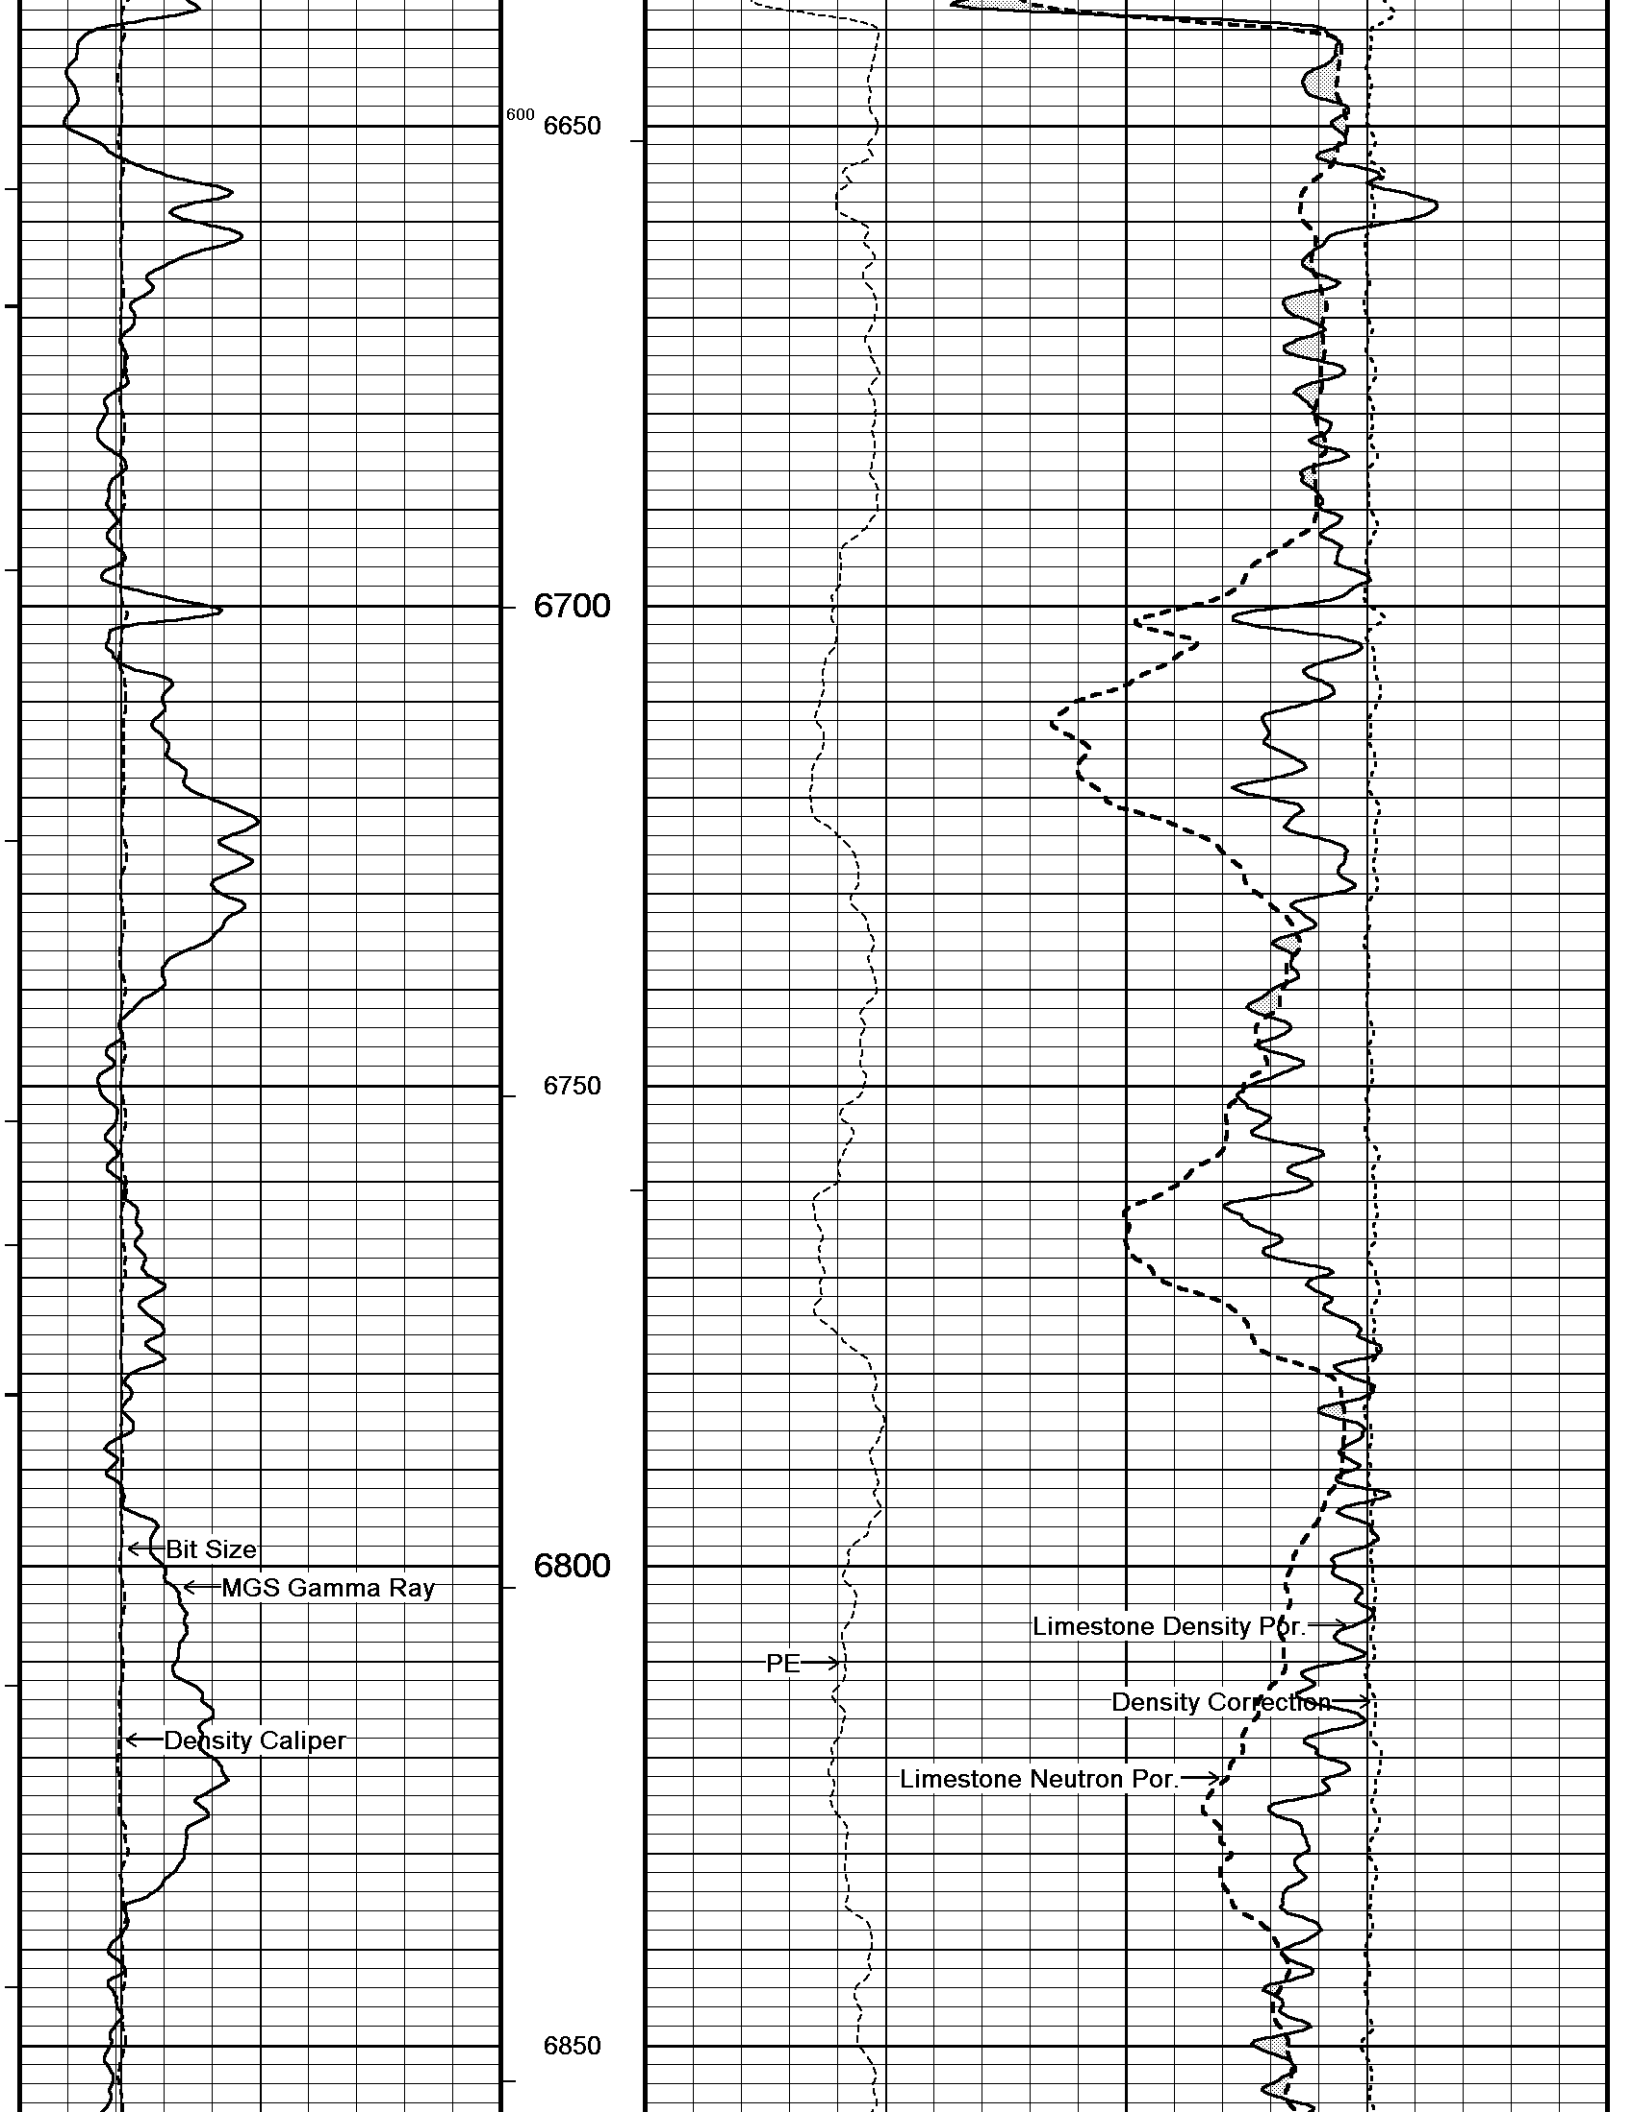 600
6650
6700
6750
Bit Size
6800
MGS Gamma Ray
Limestone Density Por.
PE
Density Correction
Density Caliper
Limestone Neutron Por.
6850